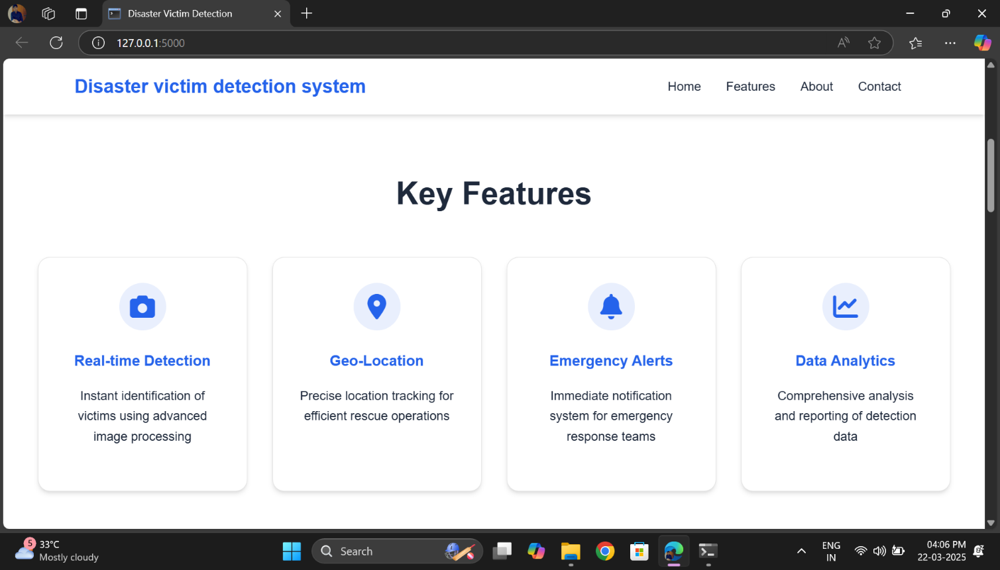 Disaster Victim Detection
127.0.0.1:5000
Disaster victim detection system
Home Features About Contact
Key Features
Real-time Detection
Instant identification of
victims using advanced
image processing
Geo-Location
Precise location tracking for
efficient rescue operations
Emergency Alerts
Immediate notification
system for emergency
response teams
Data Analytics
Comprehensive analysis
and reporting of detection
data
5
33°C
Mostly cloudy
Search
ENG
IN
04:06 PM
22-03-2025